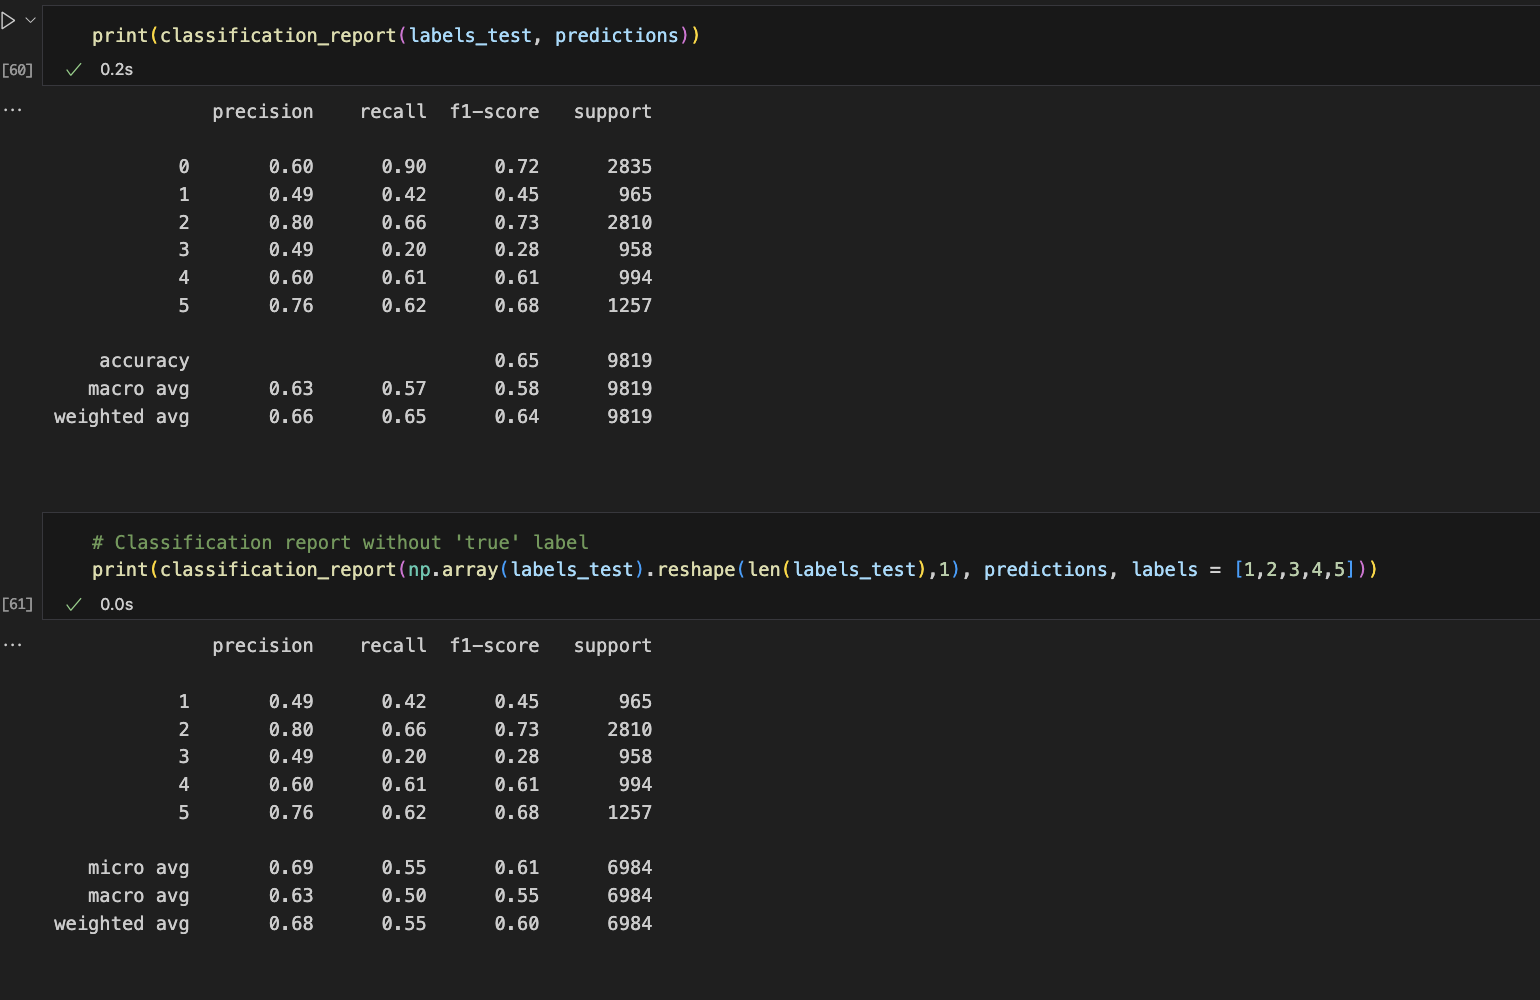 print(classification_report(labels_test, predictions))
[60] 0.2s
...
precision recall f1-score support
0 0.60 0.90 0.72 2835
1 0.49 0.42 0.45 965
2 0.80 0.66 0.73 2810
3 0.49 0.20 0.28 958
4 0.60 0.61 0.61 994
5 0.76 0.62 0.68 1257
accuracy 0.65 9819
macro avg 0.63 0.57 0.58 9819
weighted avg 0.66 0.65 0.64 9819
# Classification report without 'true' label
print(classification_report(np.array(labels_test).reshape(len(labels_test),1), predictions, labels = [1,2,3,4,5]))
[61] 0.0s
...
precision recall f1-score support
1 0.49 0.42 0.45 965
2 0.80 0.66 0.73 2810
3 0.49 0.20 0.28 958
4 0.60 0.61 0.61 994
5 0.76 0.62 0.68 1257
micro avg 0.69 0.55 0.61 6984
macro avg 0.63 0.50 0.55 6984
weighted avg 0.68 0.55 0.60 6984